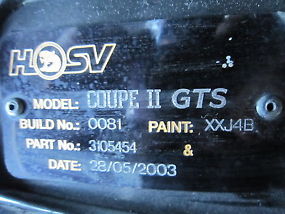 HSV
MODEL: COUPE II GTS
BUILD No.: 0081 PAINT: XXJ4B
PART No.: 3105454 &
DATE: 28/05/2003